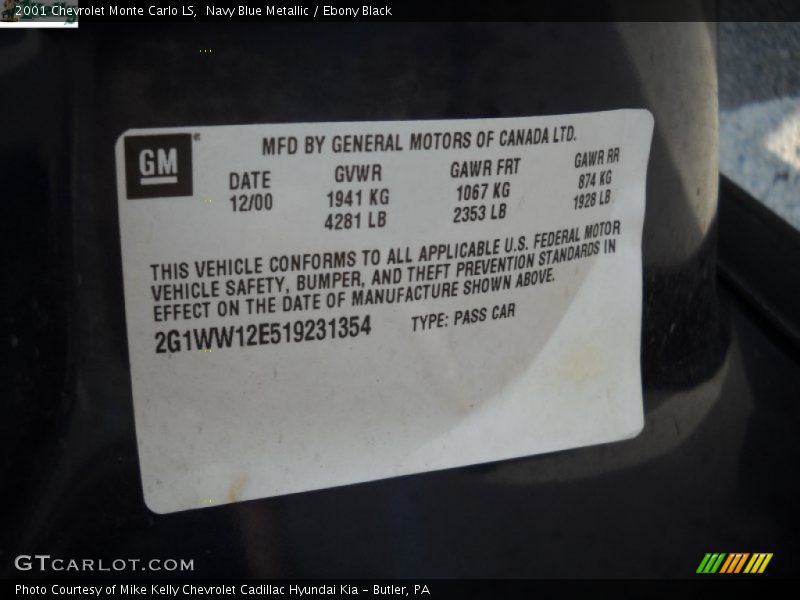 2001 Chevrolet Monte Carlo LS,  Navy Blue Metallic / Ebony Black
GM
MFD BY GENERAL MOTORS OF CANADA LTD.
DATE GVWR GAWR FRT GAWR RR
12/00 1941 KG 1067 KG 874 KG
4281 LB 2353 LB 1928 LB
THIS VEHICLE CONFORMS TO ALL APPLICABLE U.S. FEDERAL MOTOR
VEHICLE SAFETY, BUMPER, AND THEFT PREVENTION STANDARDS IN
EFFECT ON THE DATE OF MANUFACTURE SHOWN ABOVE.
2G1WW12E519231354 TYPE: PASS CAR
GTCARLOT.COM
Photo Courtesy of Mike Kelly Chevrolet Cadillac Hyundai Kia – Butler, PA